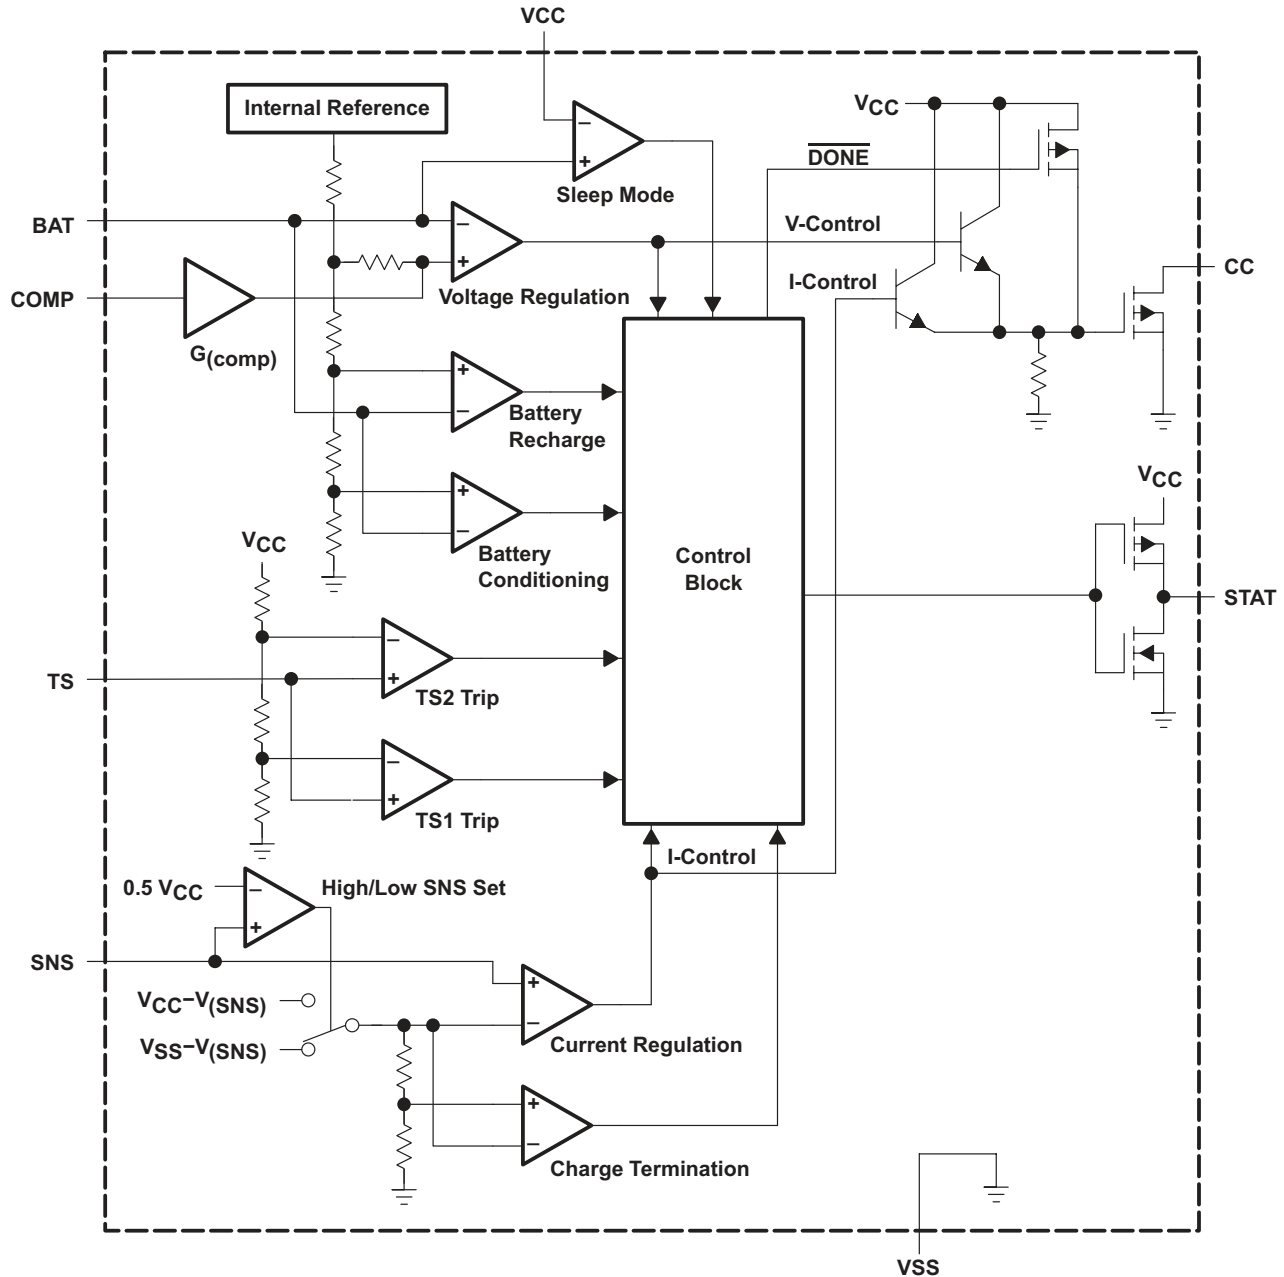 VCC
Internal Reference
VCC
DONE
Sleep Mode
BAT
V-Control
CC
I-Control
COMP
Voltage Regulation
G(comp)
Battery
Recharge
VCC
VCC
Battery
Conditioning
Control
Block
STAT
TS
TS2 Trip
TS1 Trip
I-Control
0.5 VCC
High/Low SNS Set
SNS
VCC−V(SNS)
VSS−V(SNS)
Current Regulation
Charge Termination
VSS